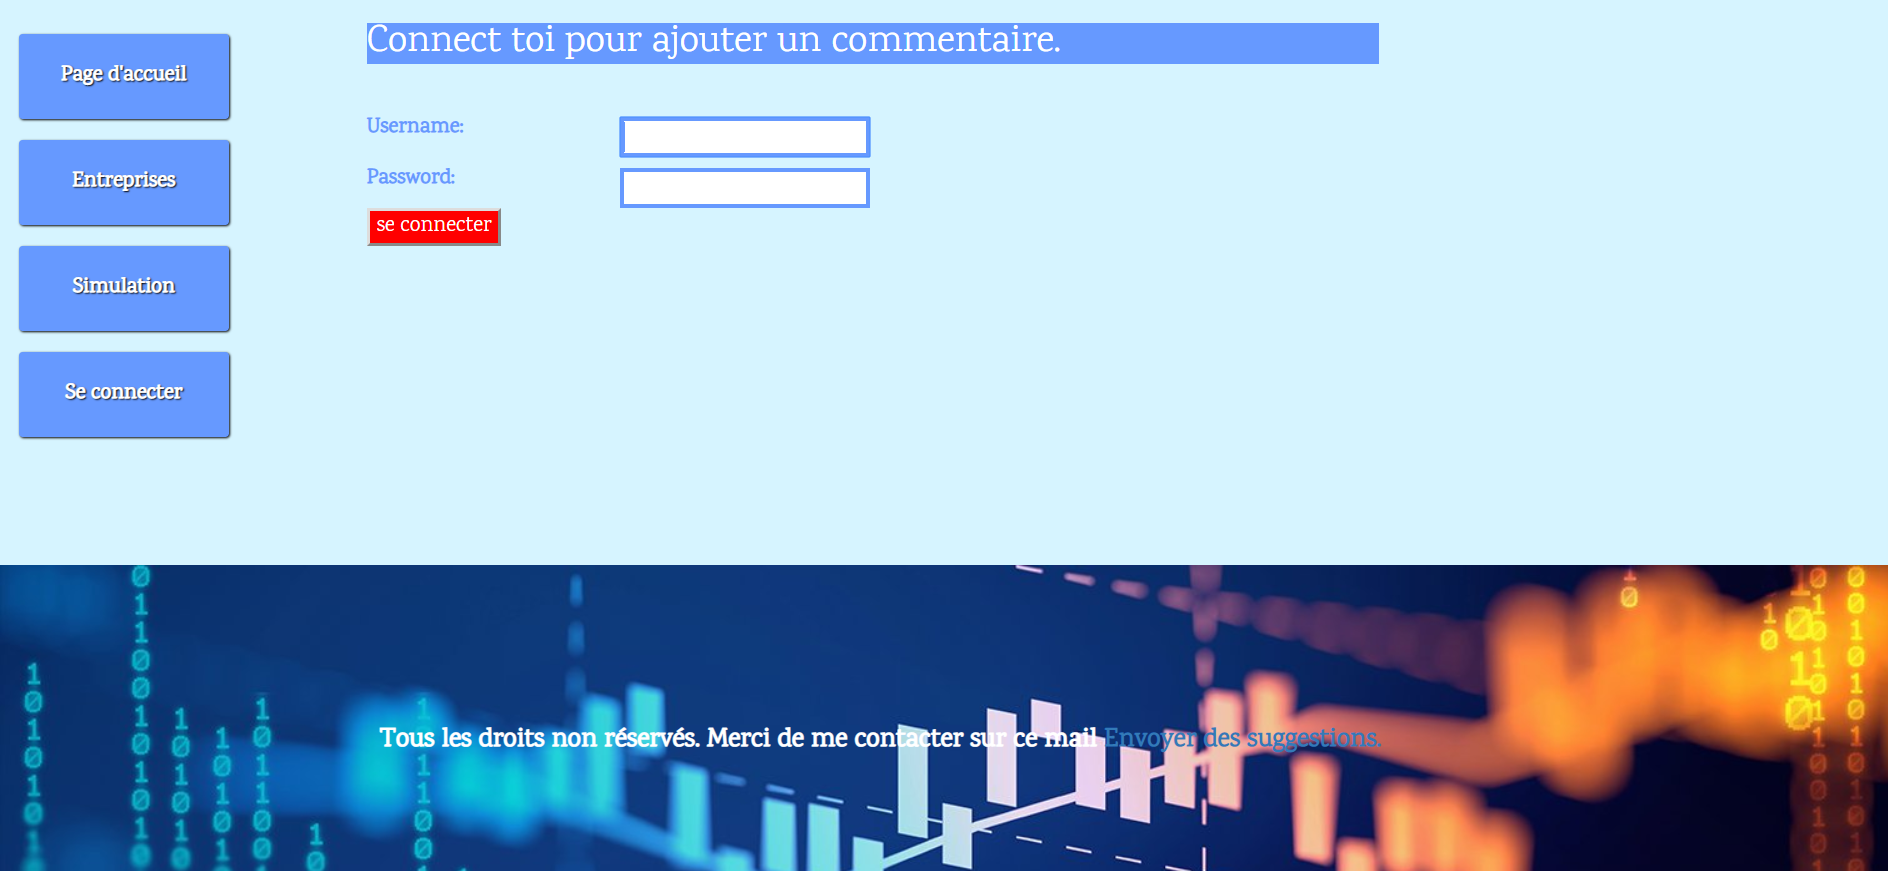 Connect toi pour ajouter un commentaire.
Page d'accueil
Entreprises
Simulation
Se connecter
Username:
Password:
se connecter
Tous les droits non réservés. Merci de me contacter sur ce mail Envoyer des suggestions.